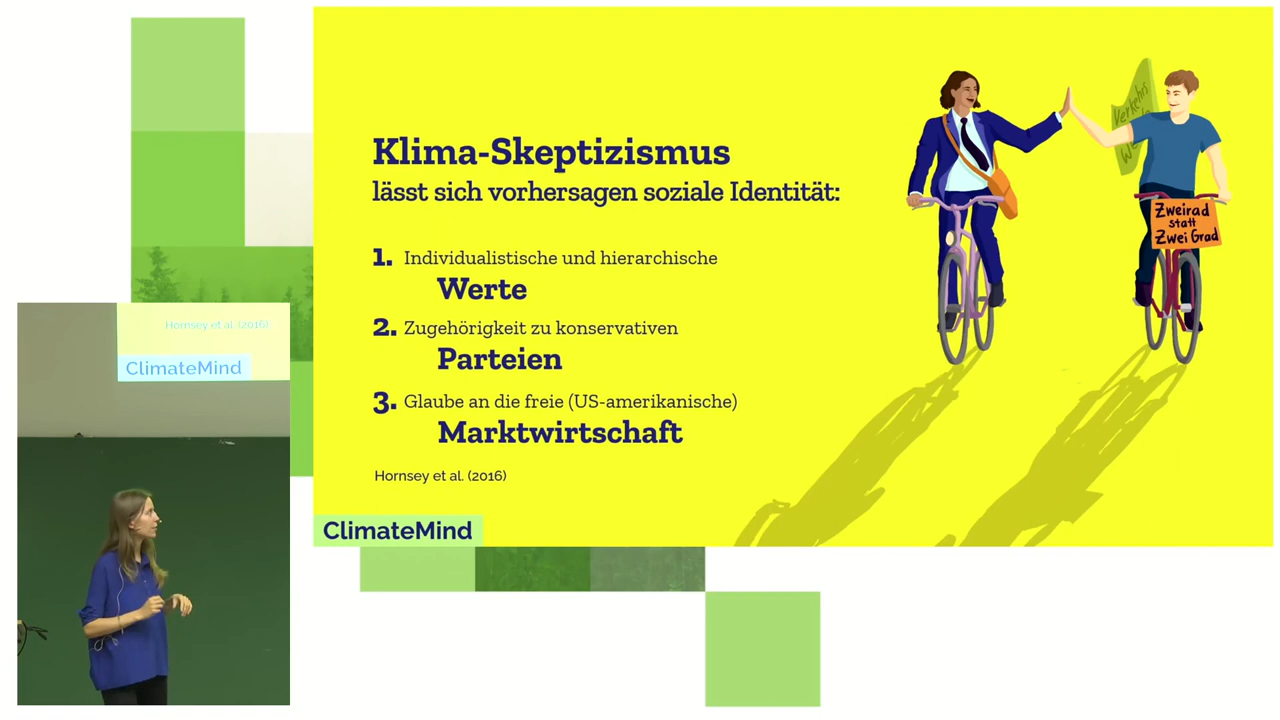 Klima-Skeptizismus
lässt sich vorhersagen soziale Identität:
1. Individualistische und hierarchische
Werte
2. Zugehörigkeit zu konservativen
Parteien
3. Glaube an die freie (US-amerikanische)
Marktwirtschaft
Hornsey et al. (2016)
ClimateMind
Verkehrs
Zweirad
statt
Zwei Grad
Hornsey et al. (2016)
ClimateMind